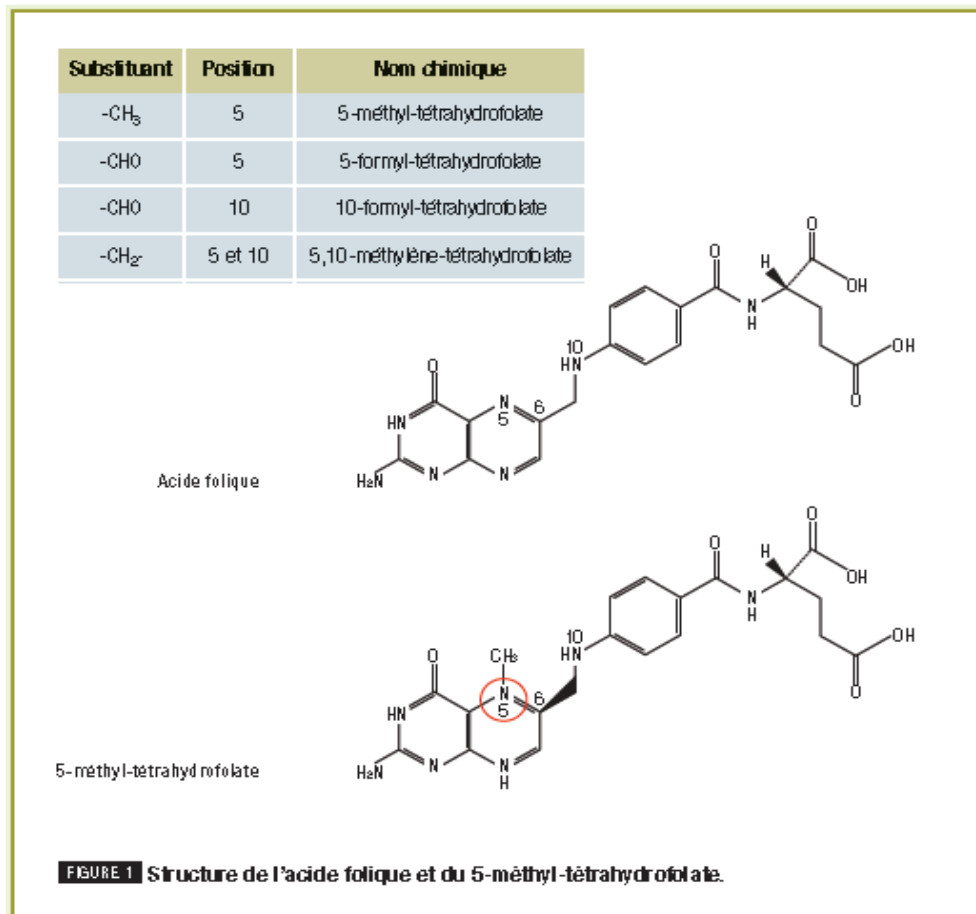 Substituant Position Nom chimique
-CH3 5 5-méthyl-tétrahydrofolate
-CHO 5 5-formyl-tétrahydrofolate
-CHO 10 10-formyl-tétrahydrofolate
-CH2- 5 et 10 5,10-méthylène-tétrahydrofolate
O
H
O
OH
N
H
OH
O
10
HN
O
N
5
6
HN
H2N
N
N
Acide folique
O
H
O
OH
N
H
OH
O
10
HN
CH3
O
N
5
6
HN
H2N
N
N
H
5-méthyl-tétrahydrofolate
FIGURE 1 Structure de l'acide folique et du 5-méthyl-tétrahydrofolate.